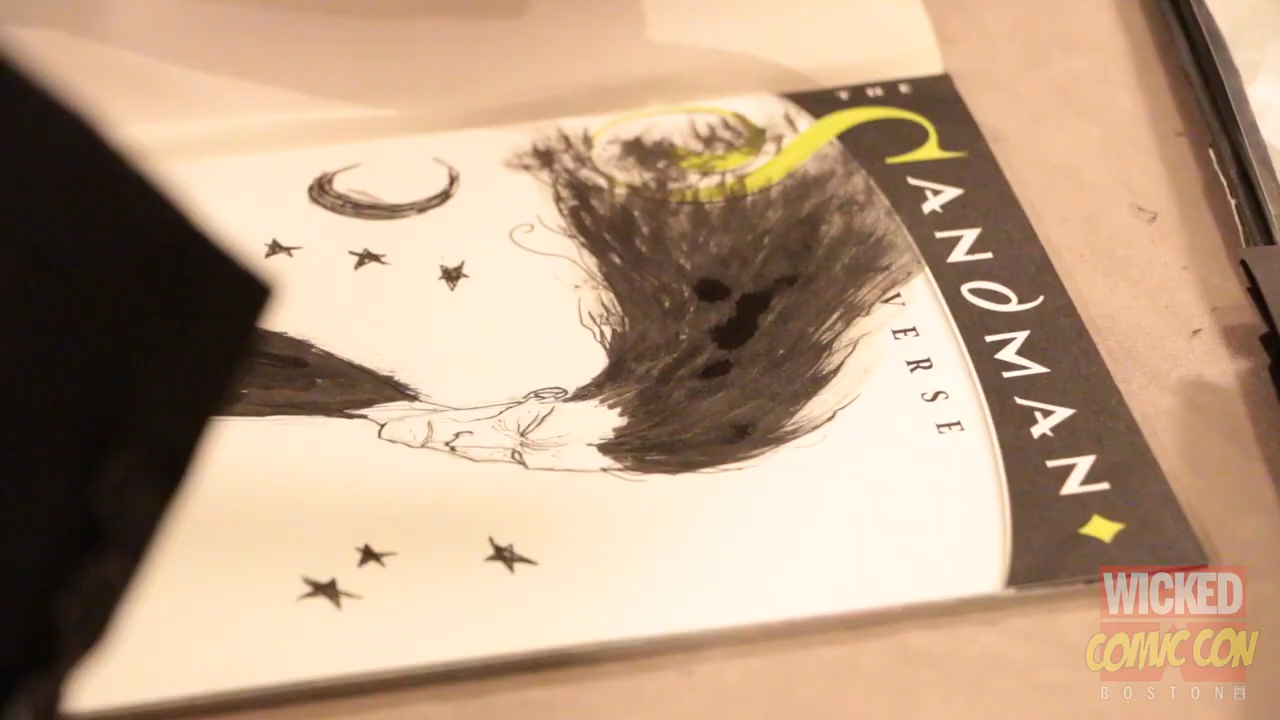 THE
SANDMAN
VERSE
WICKED
COMIC CON
BOSTON